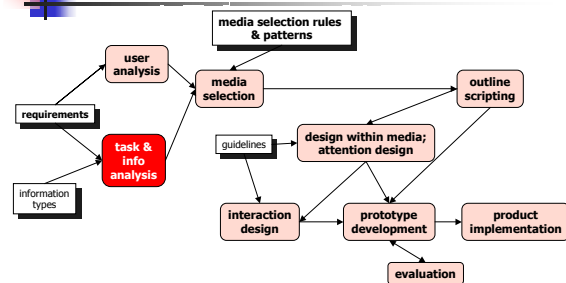 media selection rules
& patterns
user
analysis
media
selection
outline
scripting
requirements
guidelines
design within media;
attention design
task &
info
analysis
information
types
interaction
design
prototype
development
product
implementation
evaluation